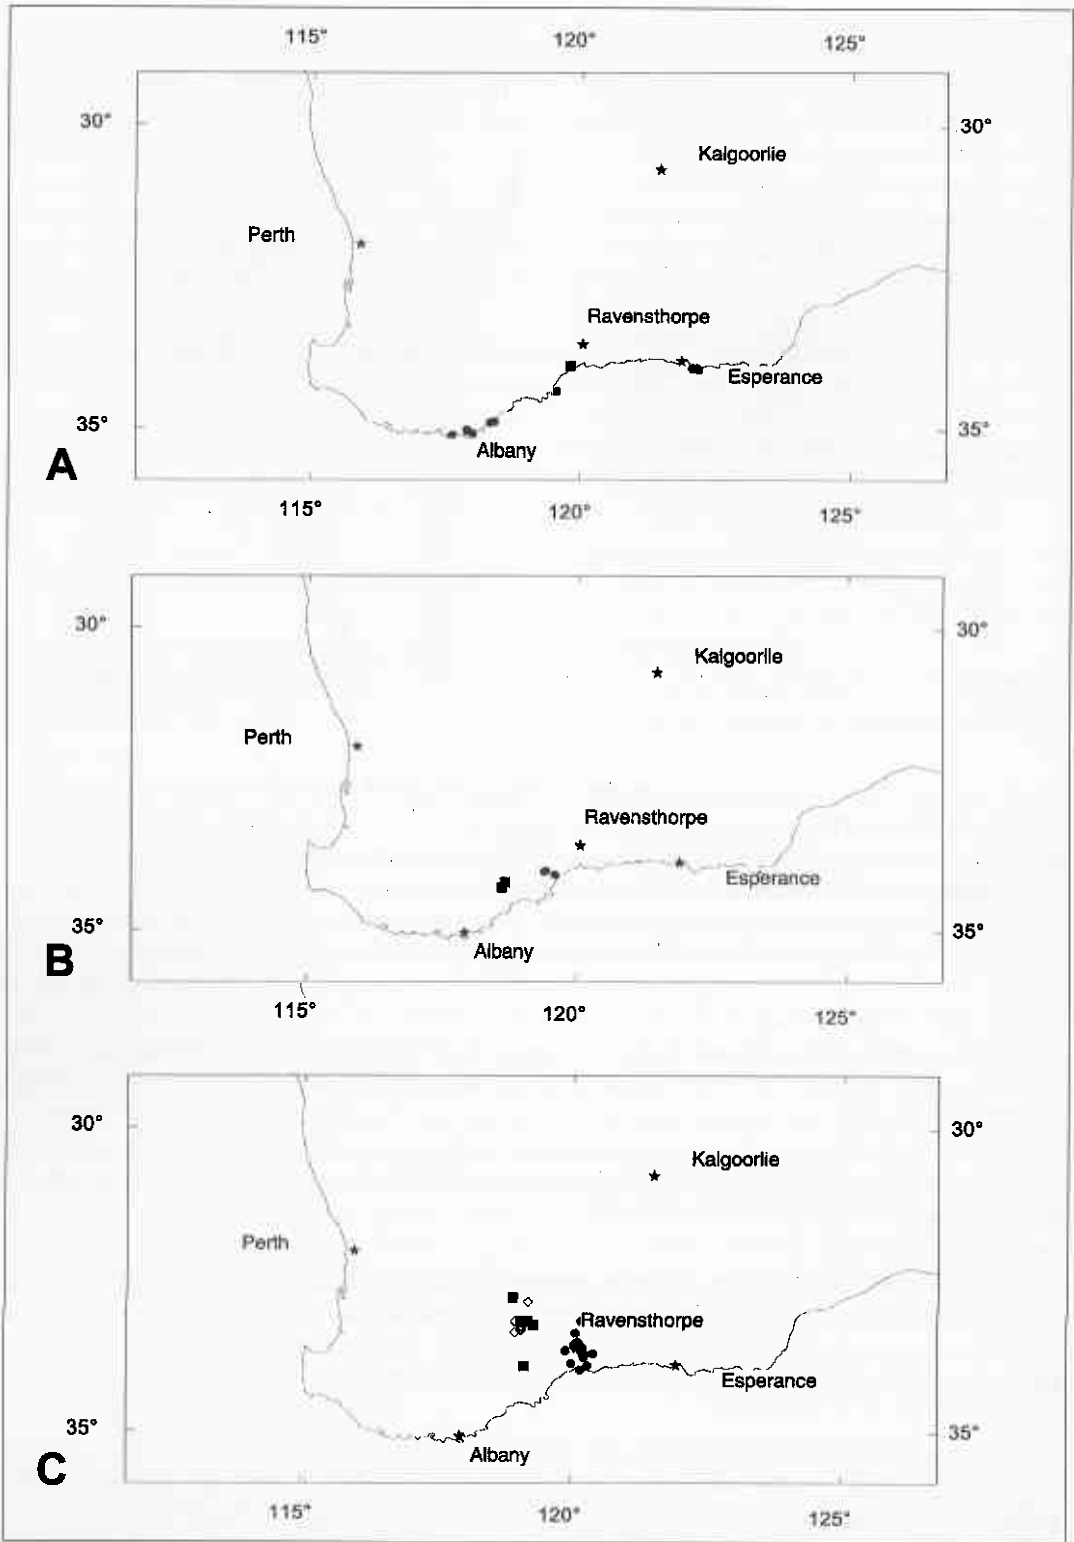 115° 120° 125°
30° 30°
Kalgoorlie
Perth
Ravensthorpe
Esperance
35° 35°
A
Albany
115° 120° 125°
30° 30°
Kalgoorlie
Perth
Ravensthorpe
Esperance
35° 35°
B
Albany
115° 120° 125°
30° 30°
Kalgoorlie
Perth
Ravensthorpe
Esperance
35° 35°
C
Albany
115° 120° 125°